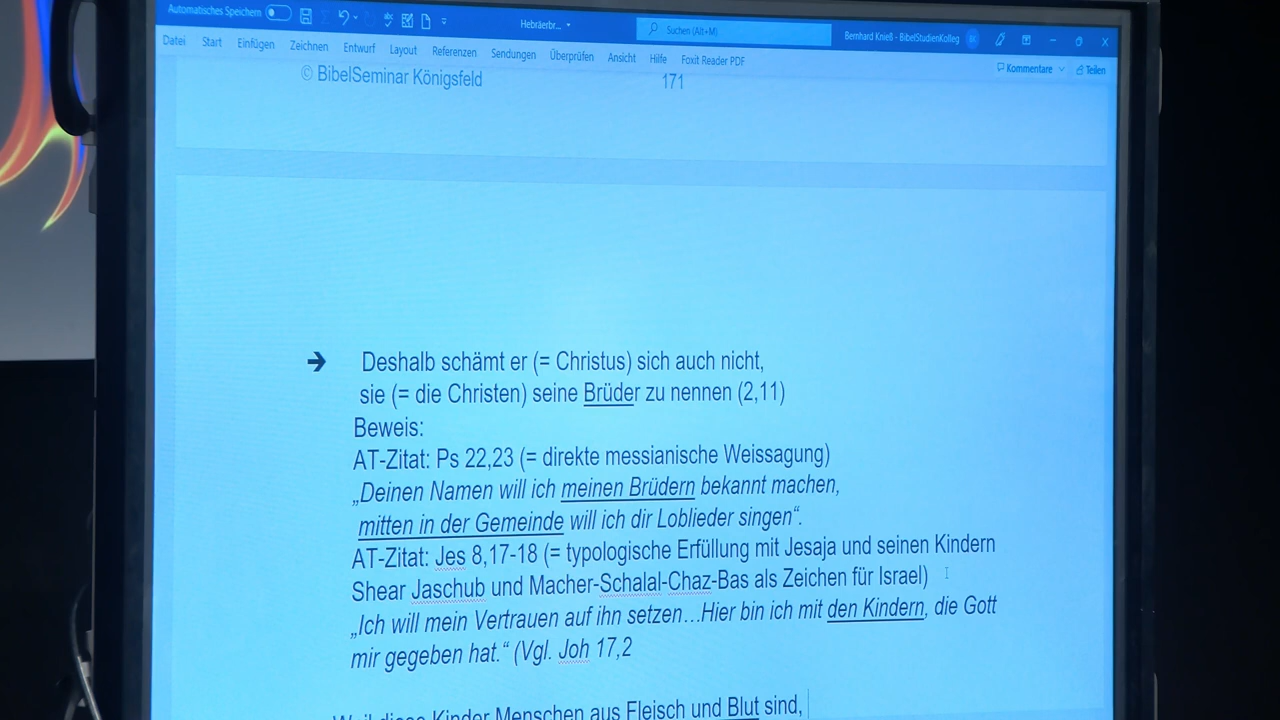 Automatisches Speichern
Hebräerbr...
Suchen (Alt+M)
Bernhard Knieß - BibelStudienKolleg
BK
Datei Start Einfügen Zeichnen Entwurf Layout Referenzen Sendungen Überprüfen Ansicht Hilfe Foxit Reader PDF
Kommentare Teilen
© BibelSeminar Königsfeld 171
➔ Deshalb schämt er (= Christus) sich auch nicht,
sie (= die Christen) seine Brüder zu nennen (2,11)
Beweis:
AT-Zitat: Ps 22,23 (= direkte messianische Weissagung)
„Deinen Namen will ich meinen Brüdern bekannt machen,
mitten in der Gemeinde will ich dir Loblieder singen“.
AT-Zitat: Jes 8,17-18 (= typologische Erfüllung mit Jesaja und seinen Kindern
Shear Jaschub und Macher-Schalal-Chaz-Bas als Zeichen für Israel)
„Ich will mein Vertrauen auf ihn setzen…Hier bin ich mit den Kindern, die Gott
mir gegeben hat.“ (Vgl. Joh 17,2
Weil diese Kinder Menschen aus Fleisch und Blut sind,